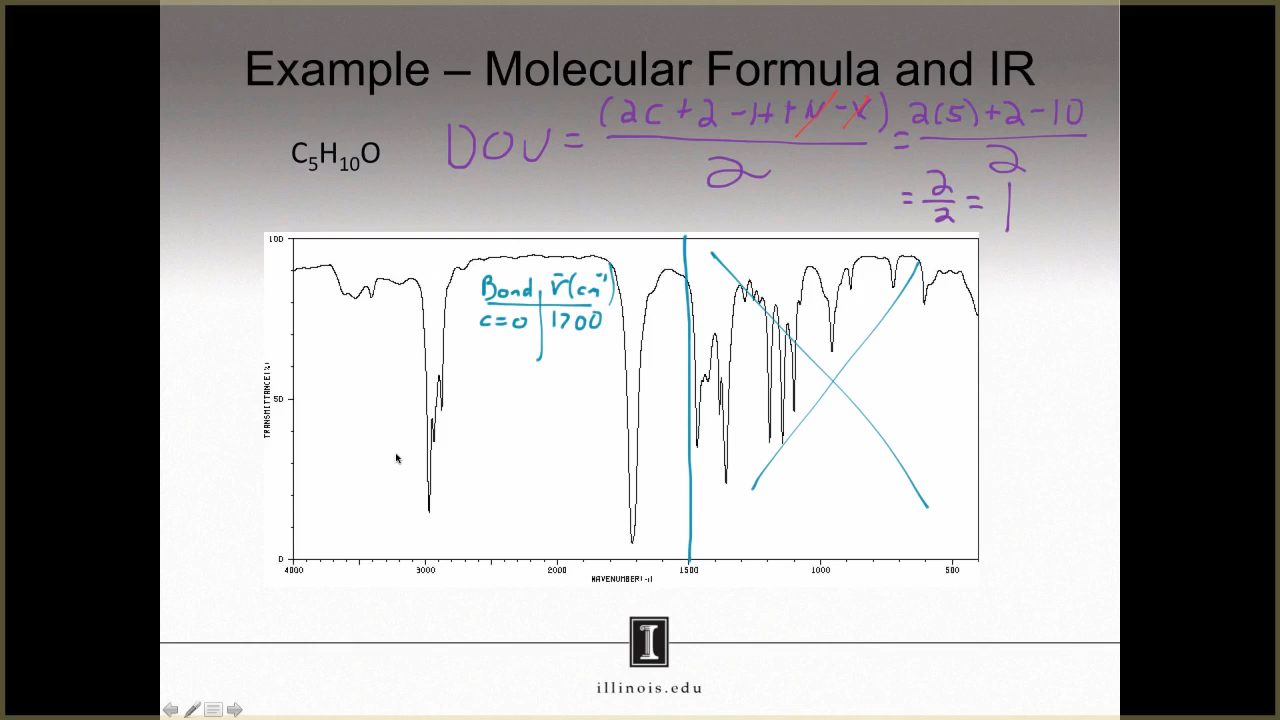 Example – Molecular Formula and IR
DOU = (2C + 2 - H + N - X) / 2 = 2(5) + 2 - 10 / 2
C₅H₁₀O
= 2/2 = 1
100
Bond ν̄(cm⁻¹)
C=O 1700
50
TRANSMITTANCE(%)
0
4000 3000 2000 1500 1000 500
WAVENUMBER(-1)
I
illinois.edu